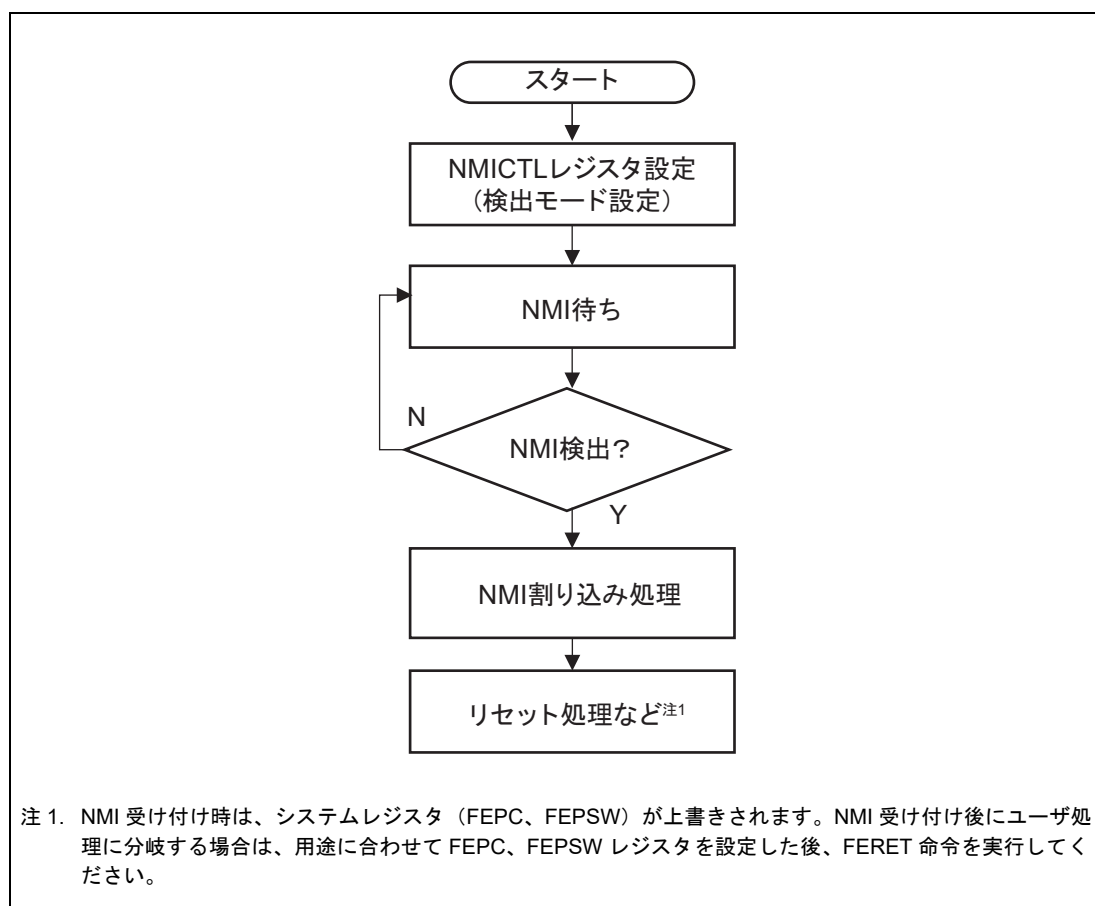 スタート
NMICTLレジスタ設定
（検出モード設定）
NMI待ち
N
NMI検出？
Y
NMI割り込み処理
リセット処理など注1
注 1. NMI 受け付け時は、システムレジスタ（FEPC、FEPSW）が上書きされます。NMI 受け付け後にユーザ処
理に分岐する場合は、用途に合わせて FEPC、FEPSW レジスタを設定した後、FERET 命令を実行してく
ださい。